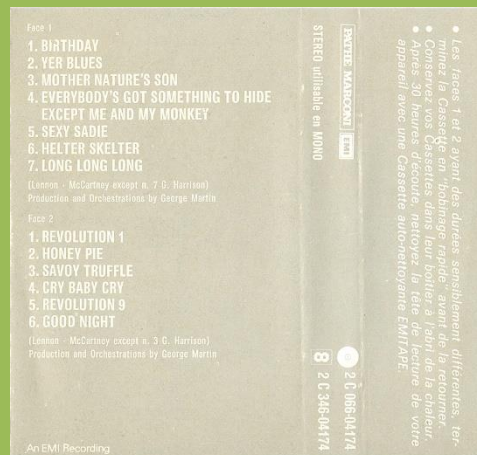 Face 1
1. BIRTHDAY
2. YER BLUES
3. MOTHER NATURE'S SON
4. EVERYBODY'S GOT SOMETHING TO HIDE
EXCEPT ME AND MY MONKEY
5. SEXY SADIE
6. HELTER SKELTER
7. LONG LONG LONG
(Lennon - McCartney except n. 7 G. Harrison)
Production and Orchestrations by George Martin
Face 2
1. REVOLUTION 1
2. HONEY PIE
3. SAVOY TRUFFLE
4. CRY BABY CRY
5. REVOLUTION 9
6. GOOD NIGHT
(Lennon - McCartney except n. 3 G. Harrison)
Production and Orchestrations by George Martin
An EMI Recording
PATHE MARCONI EMI
STEREO utilisable en MONO
2 C 066-04174
8 2 C 346-04174
• Les faces 1 et 2 ayant des durées sensiblement différentes, ter-
minez la Cassette en "bobinage rapide" avant de la retourner.
• Conservez vos Cassettes dans leur boitier à l'abri de la chaleur.
• Après 30 heures d'écoute, nettoyez la tête de lecture de votre
appareil avec une Cassette auto-nettoyante EMITAPE.